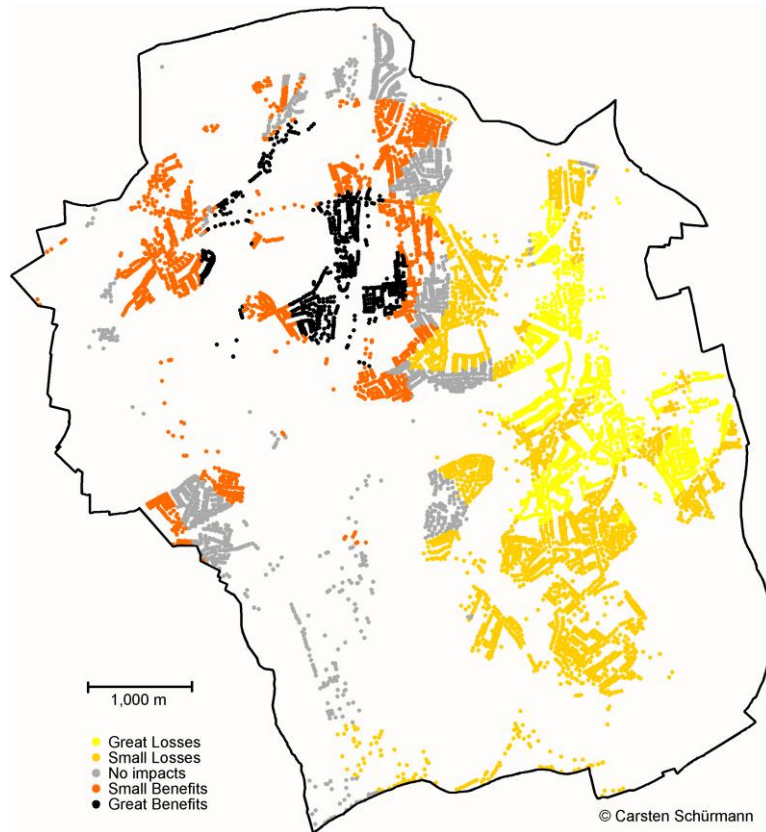 1,000 m
Great Losses
Small Losses
No impacts
Small Benefits
Great Benefits
© Carsten Schürmann